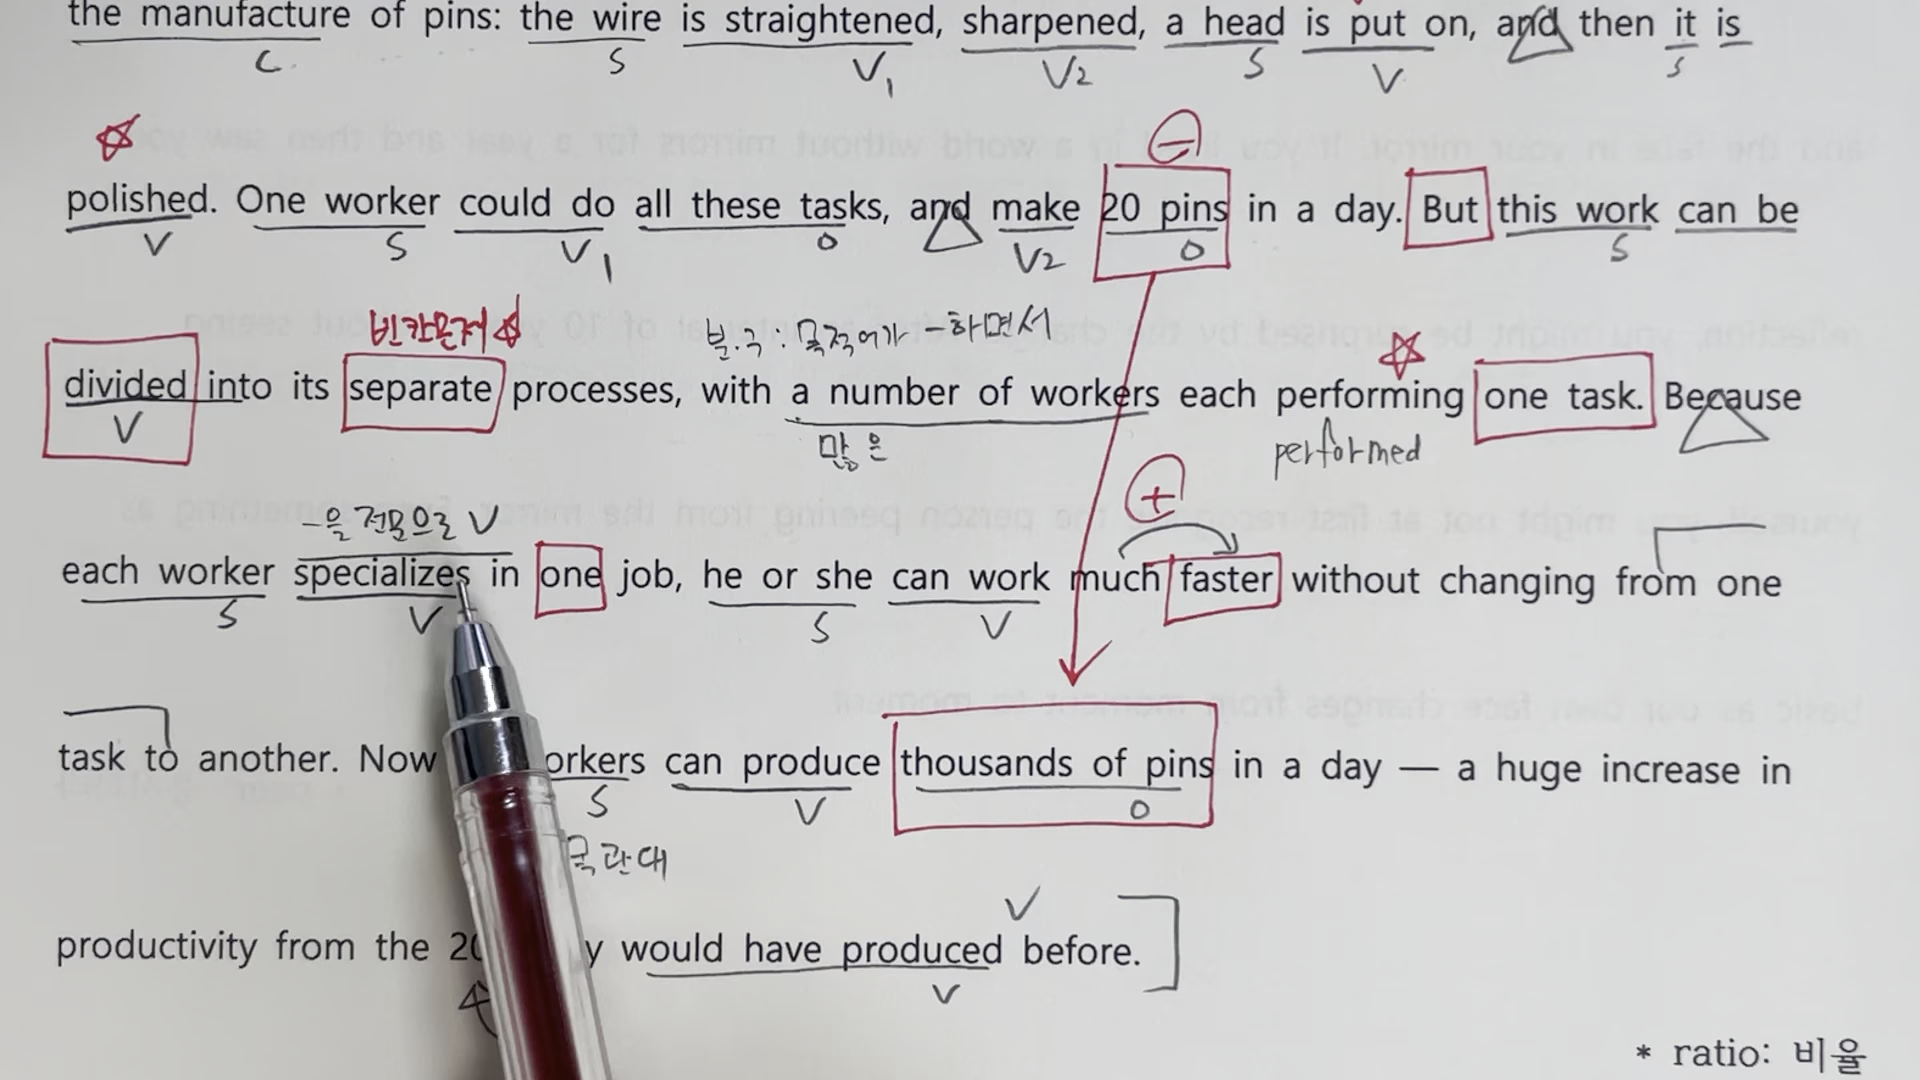 the manufacture of pins: the wire is straightened, sharpened, a head is put on, and then it is
C S V1 V2 S V S
polished. One worker could do all these tasks, and make 20 pins in a day. But this work can be
V S V1 O V2 O S
빈칸문제 분.구: 목적어가 -하면서
divided into its separate processes, with a number of workers each performing one task. Because
V 많은 performed
-을 전문으로 V +
each worker specializes in one job, he or she can work much faster without changing from one
S V S V
task to another. Now orkers can produce thousands of pins in a day — a huge increase in
S V O
목관대
V
productivity from the 20 y would have produced before.
V
* ratio: 비율